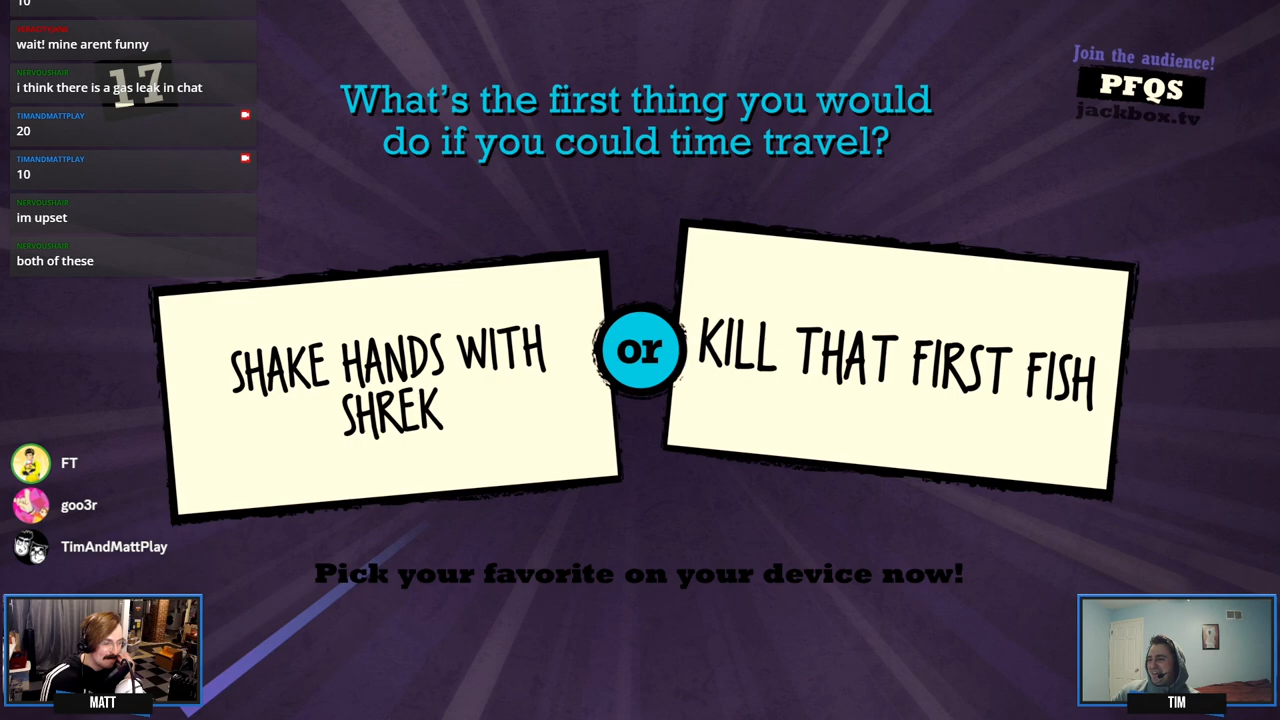 10
wait! mine arent funny
NERVOUSHAIR
i think there is a gas leak in chat
17
TIMANDMATTPLAY
20
TIMANDMATTPLAY
10
NERVOUSHAIR
im upset
NERVOUSHAIR
both of these
What's the first thing you would
do if you could time travel?
Join the audience!
PFQS
jackbox.tv
SHAKE HANDS WITH
SHREK
or
KILL THAT FIRST FISH
FT
goo3r
TimAndMattPlay
Pick your favorite on your device now!
MATT
TIM